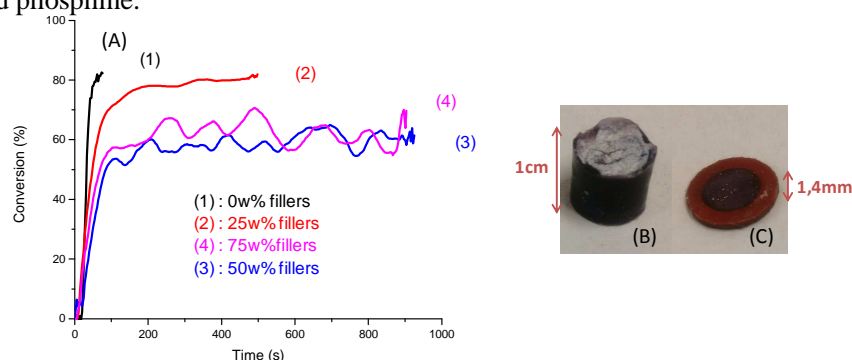 d phosphine.
100
80
60
40
20
0
Conversion (%)
0
200
400
600
800
1000
Time (s)
(A)
(1)
(2)
(4)
(3)
(1) : 0w% fillers
(2) : 25w% fillers
(4) : 75w%fillers
(3) : 50w% fillers
1cm
1,4mm
(B)
(C)